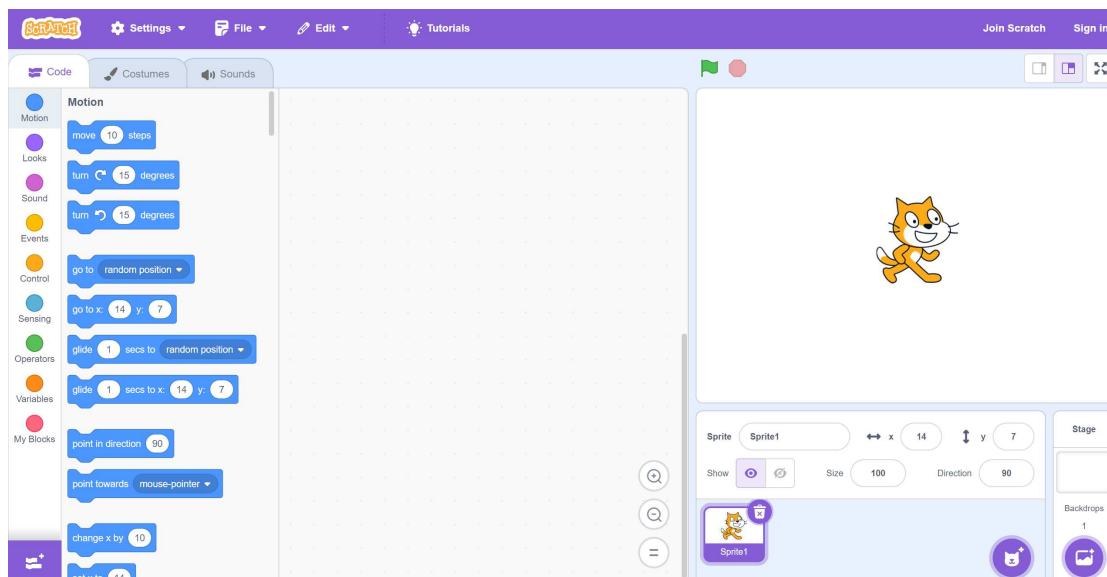 SCRATCH Settings File Edit Tutorials Join Scratch Sign in
Code Costumes Sounds
Motion
Looks
Sound
Events
Control
Sensing
Operators
Variables
My Blocks
Motion
move 10 steps
turn 15 degrees
turn 15 degrees
go to random position
go to x: 14 y: 7
glide 1 secs to random position
glide 1 secs to x: 14 y: 7
point in direction 90
point towards mouse-pointer
change x by 10
Sprite Sprite1 x 14 y 7
Show Size 100 Direction 90
Sprite1
Stage
Backdrops
1